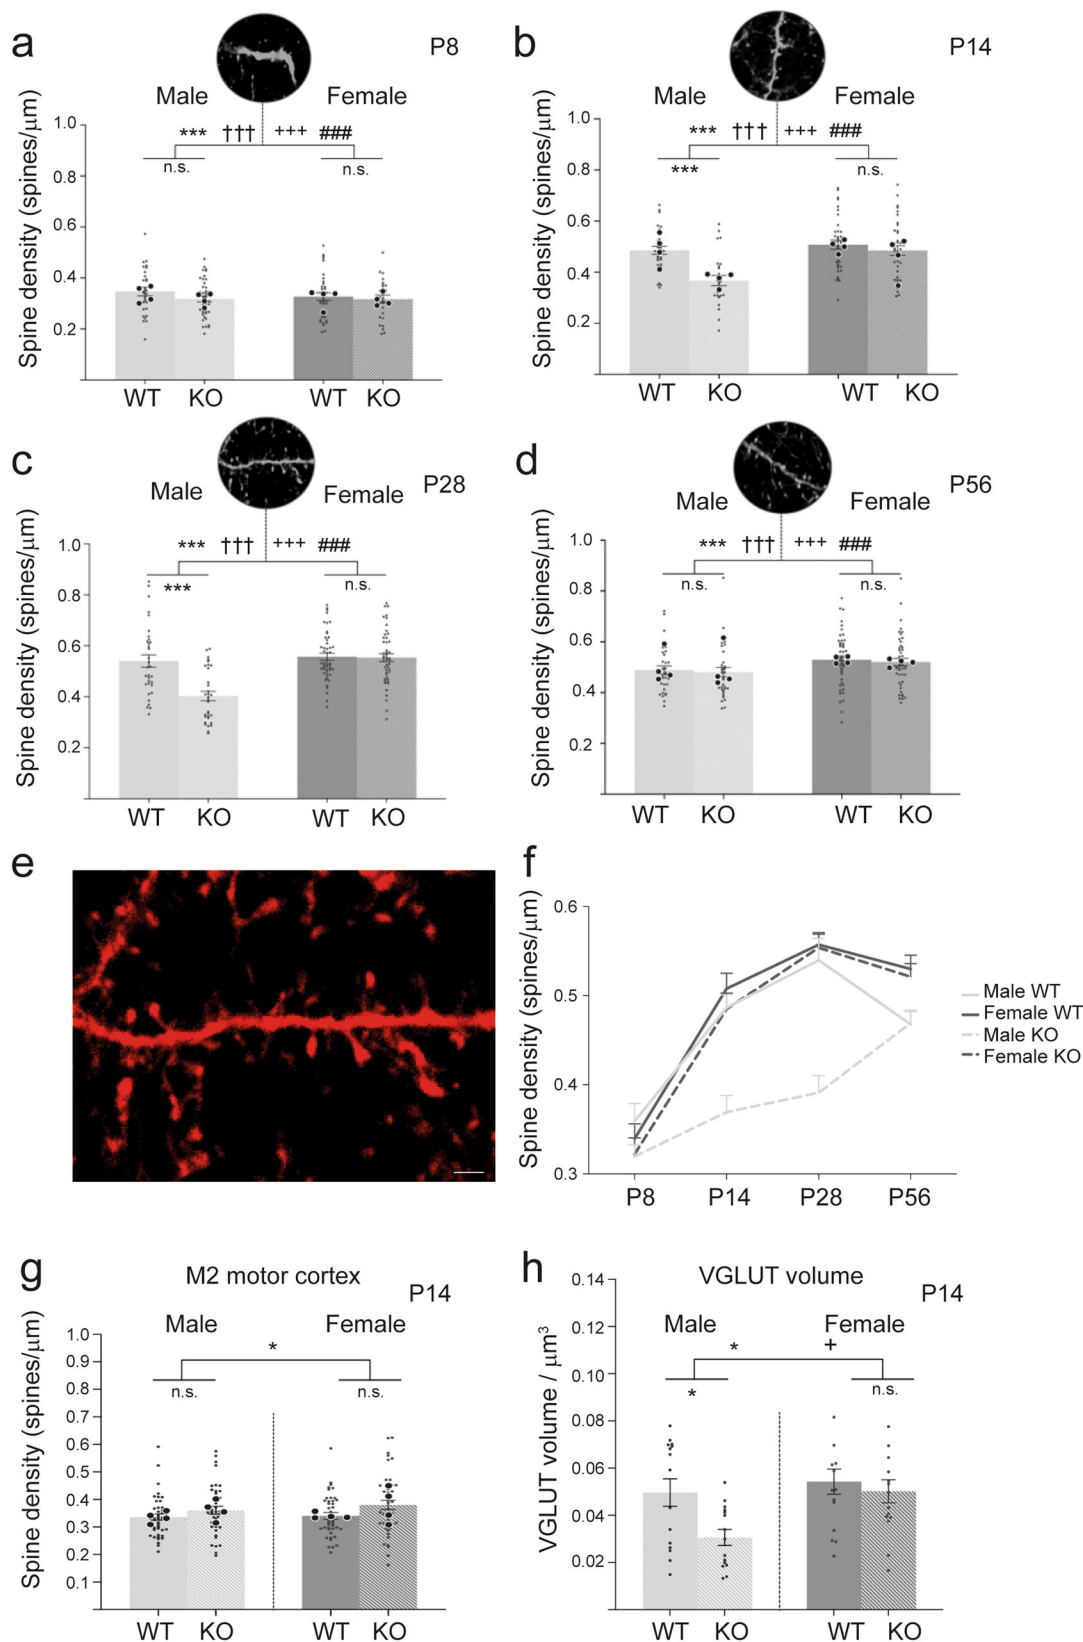 a
P8
Male Female
*** ††† +++ ###
n.s. n.s.
Spine density (spines/μm)
1.0
0.8
0.6
0.4
0.2
WT KO WT KO
b
P14
Male Female
*** ††† +++ ###
*** n.s.
Spine density (spines/μm)
1.0
0.8
0.6
0.4
0.2
WT KO WT KO
c
P28
Male Female
*** ††† +++ ###
*** n.s.
Spine density (spines/μm)
1.0
0.8
0.6
0.4
0.2
WT KO WT KO
d
P56
Male Female
*** ††† +++ ###
n.s. n.s.
Spine density (spines/μm)
1.0
0.8
0.6
0.4
0.2
WT KO WT KO
e
f
Spine density (spines/μm)
0.6
0.5
0.4
0.3
P8 P14 P28 P56
Male WT
Female WT
Male KO
Female KO
g
M2 motor cortex
P14
Male Female
*
n.s. n.s.
Spine density (spines/μm)
1.0
0.9
0.8
0.7
0.6
0.5
0.4
0.3
0.2
0.1
WT KO WT KO
h
VGLUT volume
P14
Male Female
* +
* n.s.
VGLUT volume / μm³
0.14
0.12
0.10
0.08
0.06
0.04
0.02
WT KO WT KO